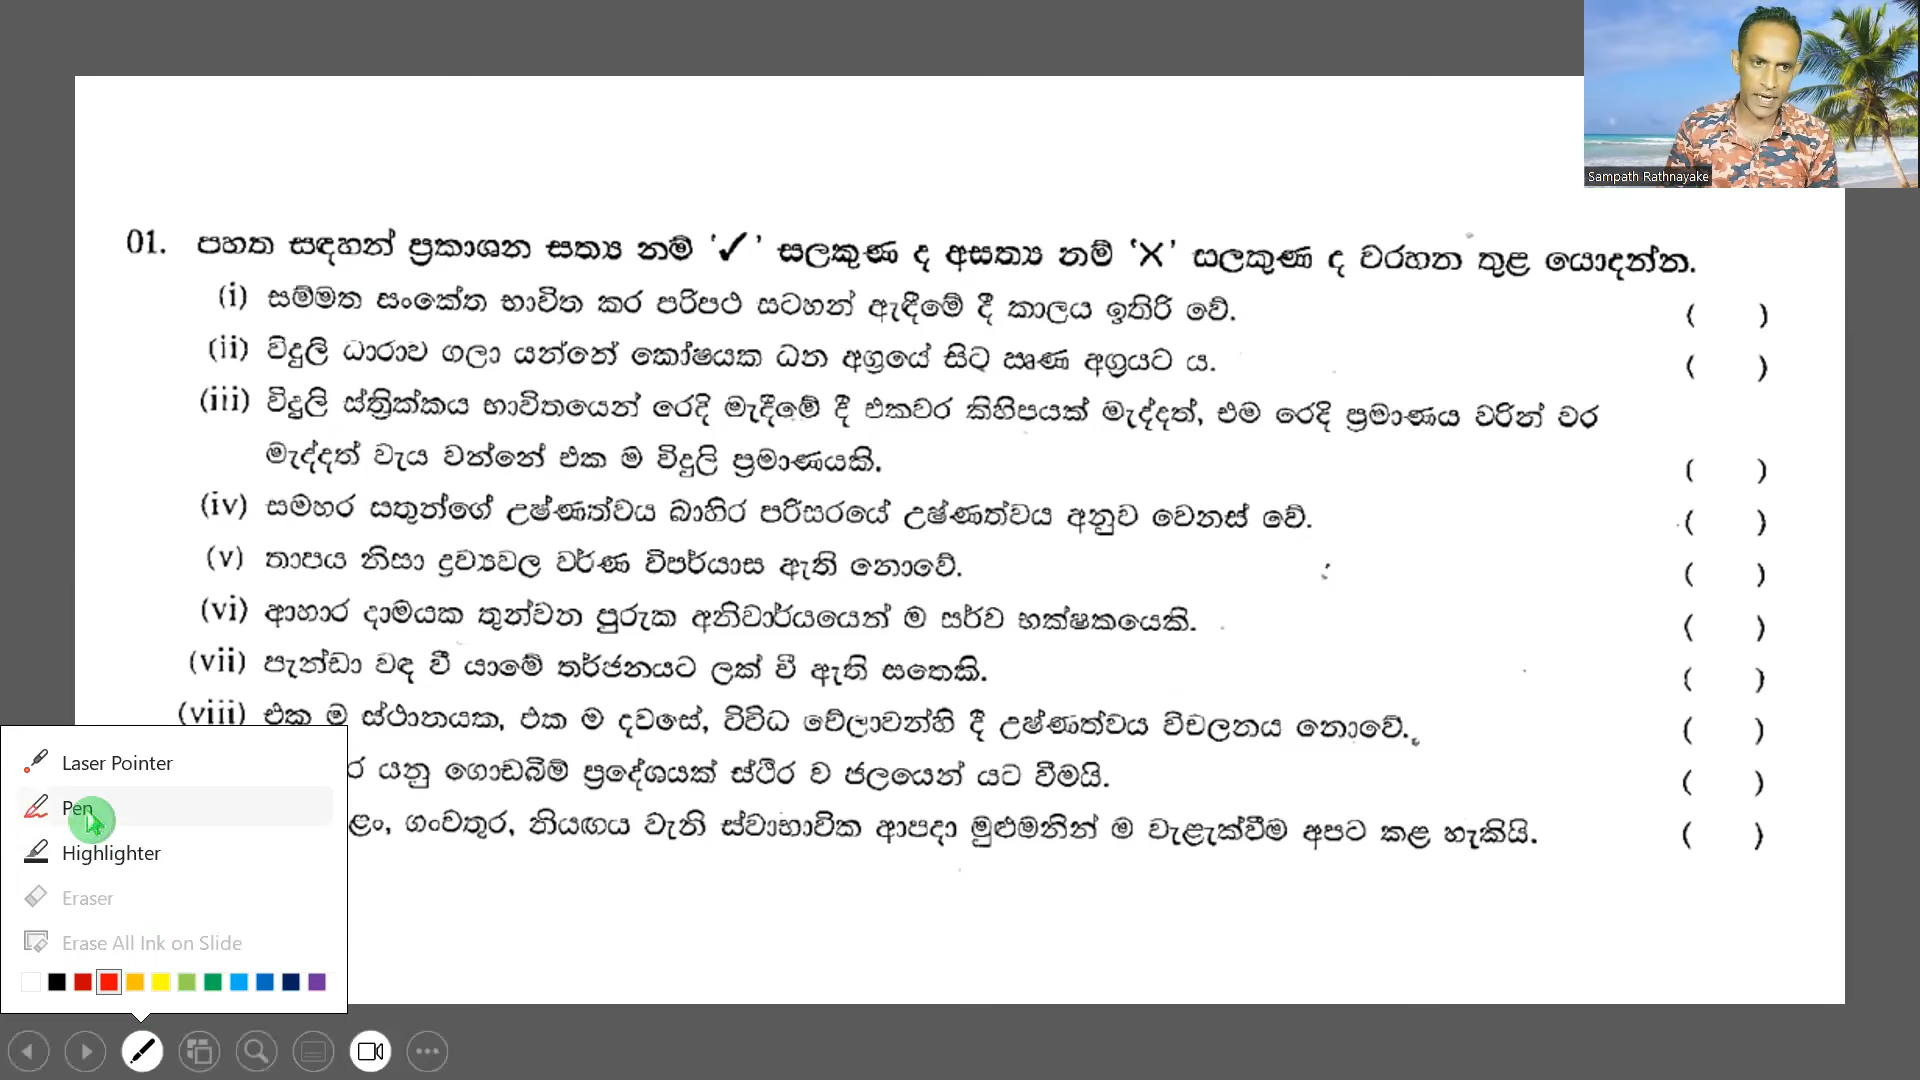 Sampath Rathnayake
01. පහත සඳහන් ප්‍රකාශන සත්‍ය නම් ‘✓’ සලකුණ ද අසත්‍ය නම් ‘X’ සලකුණ ද වරහන තුළ යොදන්න.
(i) සම්මත සංකේත භාවිත කර පරිපථ සටහන් ඇඳීමේ දී කාලය ඉතිරි වේ. ( )
(ii) විදුලි ධාරාව ගලා යන්නේ කෝෂයක ධන අග්‍රයේ සිට ඍණ අග්‍රයට ය. ( )
(iii) විදුලි ස්ත්‍රික්කය භාවිතයෙන් රෙදි මැදීමේ දී එකවර කිහිපයක් මැද්දත්, එම රෙදි ප්‍රමාණය වරින් වර
මැද්දත් වැය වන්නේ එක ම විදුලි ප්‍රමාණයකි. ( )
(iv) සමහර සතුන්ගේ උෂ්ණත්වය බාහිර පරිසරයේ උෂ්ණත්වය අනුව වෙනස් වේ. ( )
(v) තාපය නිසා ද්‍රව්‍යවල වර්ණ විපර්යාස ඇති නොවේ. ( )
(vi) ආහාර දාමයක තුන්වන පුරුක අනිවාර්යයෙන් ම සර්ව භක්ෂකයෙකි. ( )
(vii) පැන්ඩා වඳ වී යාමේ තර්ජනයට ලක් වී ඇති සතෙකි. ( )
(viii) එක ම ස්ථානයක, එක ම දවසේ, විවිධ වේලාවන්හි දී උෂ්ණත්වය විචලනය නොවේ. ( )
ර යනු ගොඩබිම් ප්‍රදේශයක් ස්ථිර ව ජලයෙන් යට වීමයි. ( )
ළං, ගංවතුර, නියඟය වැනි ස්වාභාවික ආපදා මුළුමනින් ම වැළැක්වීම අපට කළ හැකියි. ( )
Laser Pointer
Pen
Highlighter
Eraser
Erase All Ink on Slide